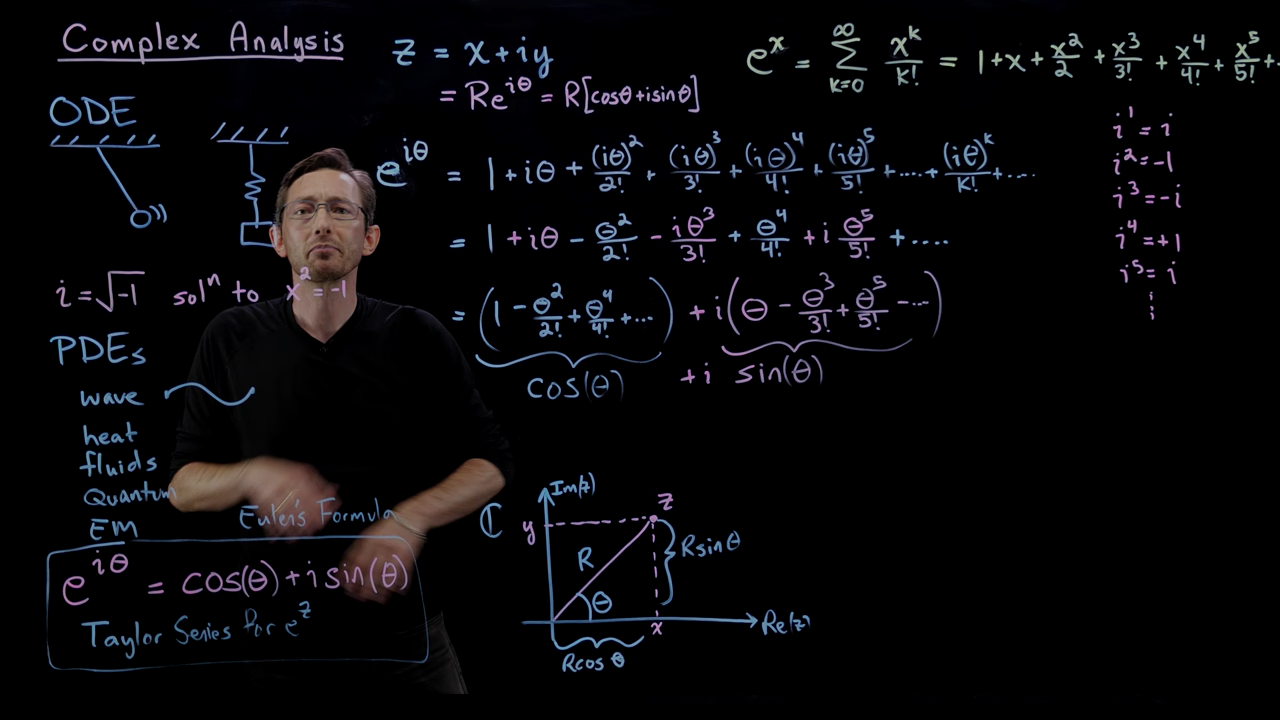 Complex Analysis
z = x + iy
= Re^{iθ} = R[cosθ + isinθ]
e^x = ∑_{k=0}^{∞} x^k/k! = 1 + x + x^2/2 + x^3/3! + x^4/4! + x^5/5! + ..
ODE
e^{iθ} = 1 + iθ + (iθ)^2/2! + (iθ)^3/3! + (iθ)^4/4! + (iθ)^5/5! + .... + (iθ)^k/k! + ....
= 1 + iθ - θ^2/2! - iθ^3/3! + θ^4/4! + i θ^5/5! + ....
= (1 - θ^2/2! + θ^4/4! + ...) + i(θ - θ^3/3! + θ^5/5! - ...)
cos(θ) + i sin(θ)
i^1 = i
i^2 = -1
i^3 = -i
i^4 = +1
i^5 = i
⋮
i = √-1 sol^n to x^2 = -1
PDEs
wave
heat
fluids
Quantum
EM
Euler's Formula
e^{iθ} = cos(θ) + i sin(θ)
Taylor Series for e^z
ℂ
Im(z)
z
y
R
Rsinθ
θ
x
Re(z)
Rcos θ